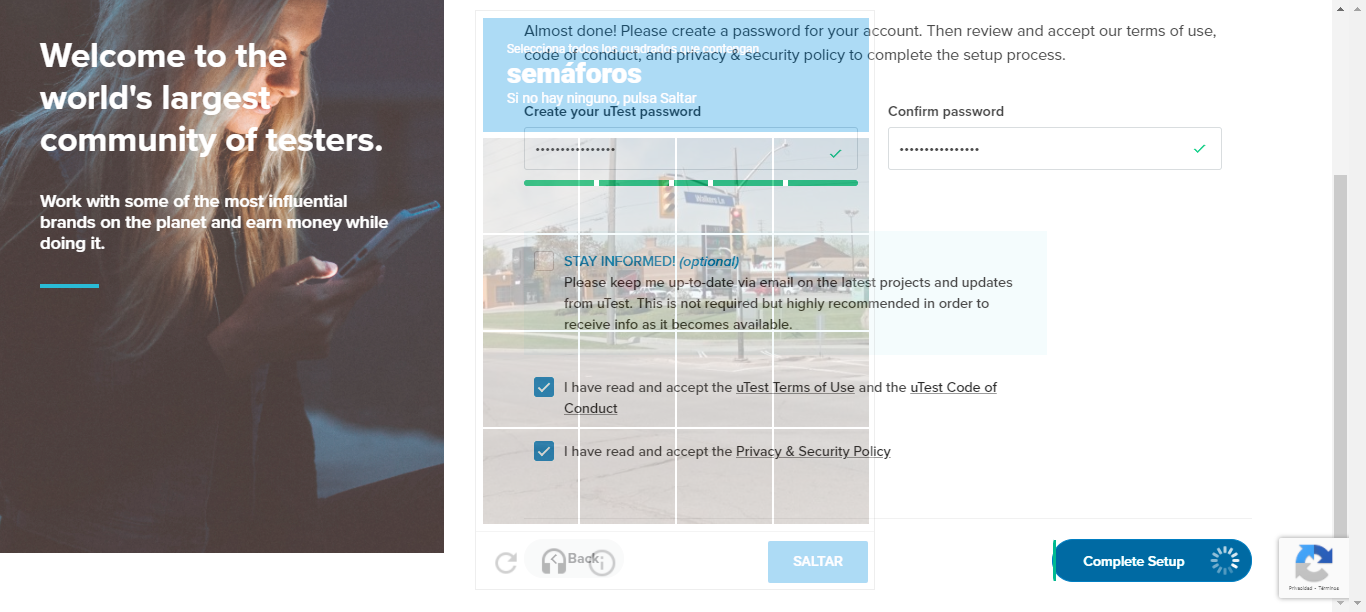 Welcome to the
world's largest
community of testers.
Work with some of the most influential
brands on the planet and earn money while
doing it.
Almost done! Please create a password for your account. Then review and accept our terms of use,
code of conduct, and privacy & security policy to complete the setup process.
Selecciona todos los cuadrados que contengan
semáforos
Si no hay ninguno, pulsa Saltar
Create your uTest password
Confirm password
Walkers Ln
STAY INFORMED! (optional)
Please keep me up-to-date via email on the latest projects and updates
from uTest. This is not required but highly recommended in order to
receive info as it becomes available.
I have read and accept the uTest Terms of Use and the uTest Code of
Conduct
I have read and accept the Privacy & Security Policy
Back
SALTAR
Complete Setup
Privacidad - Términos